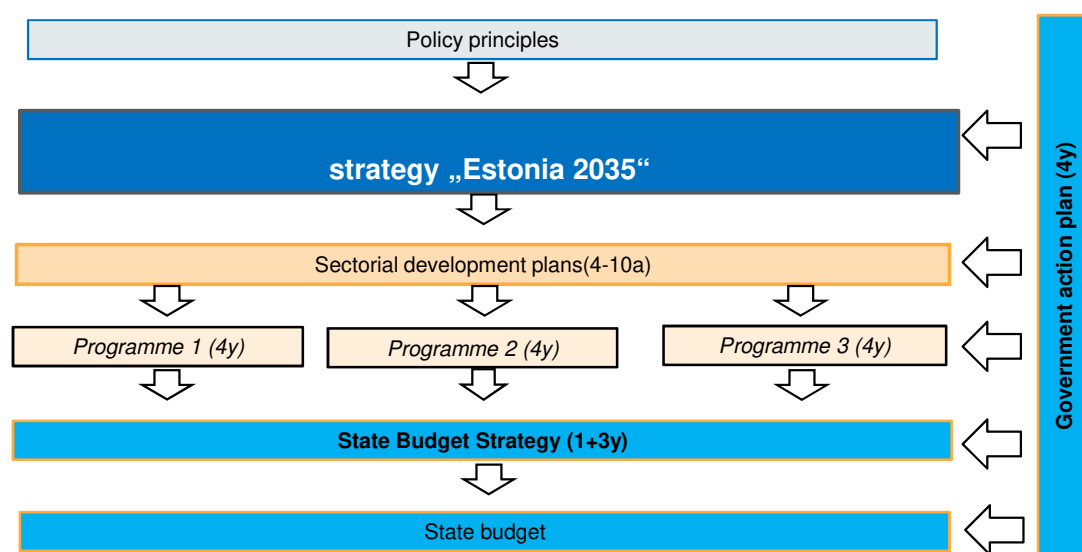 Policy principles
strategy „Estonia 2035“
Sectorial development plans(4-10a)
Programme 1 (4y)
Programme 2 (4y)
Programme 3 (4y)
State Budget Strategy (1+3y)
State budget
Government action plan (4y)